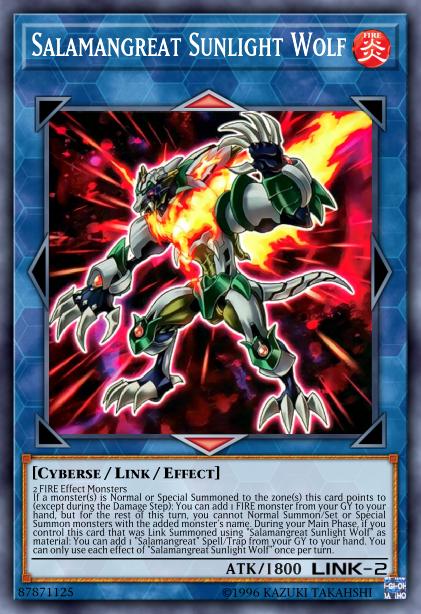 Salamangreat Sunlight Wolf
FIRE
炎
[Cyberse / Link / Effect]
2 FIRE Effect Monsters
If a monster(s) is Normal or Special Summoned to the zone(s) this card points to
(except during the Damage Step): You can add 1 FIRE monster from your GY to your
hand, but for the rest of this turn, you cannot Normal Summon/Set or Special
Summon monsters with the added monster's name. During your Main Phase, if you
control this card that was Link Summoned using "Salamangreat Sunlight Wolf" as
material: You can add 1 "Salamangreat" Spell/Trap from your GY to your hand. You
can only use each effect of "Salamangreat Sunlight Wolf" once per turn.
ATK/1800 LINK-2
87871125 ©1996 KAZUKI TAKAHSHI